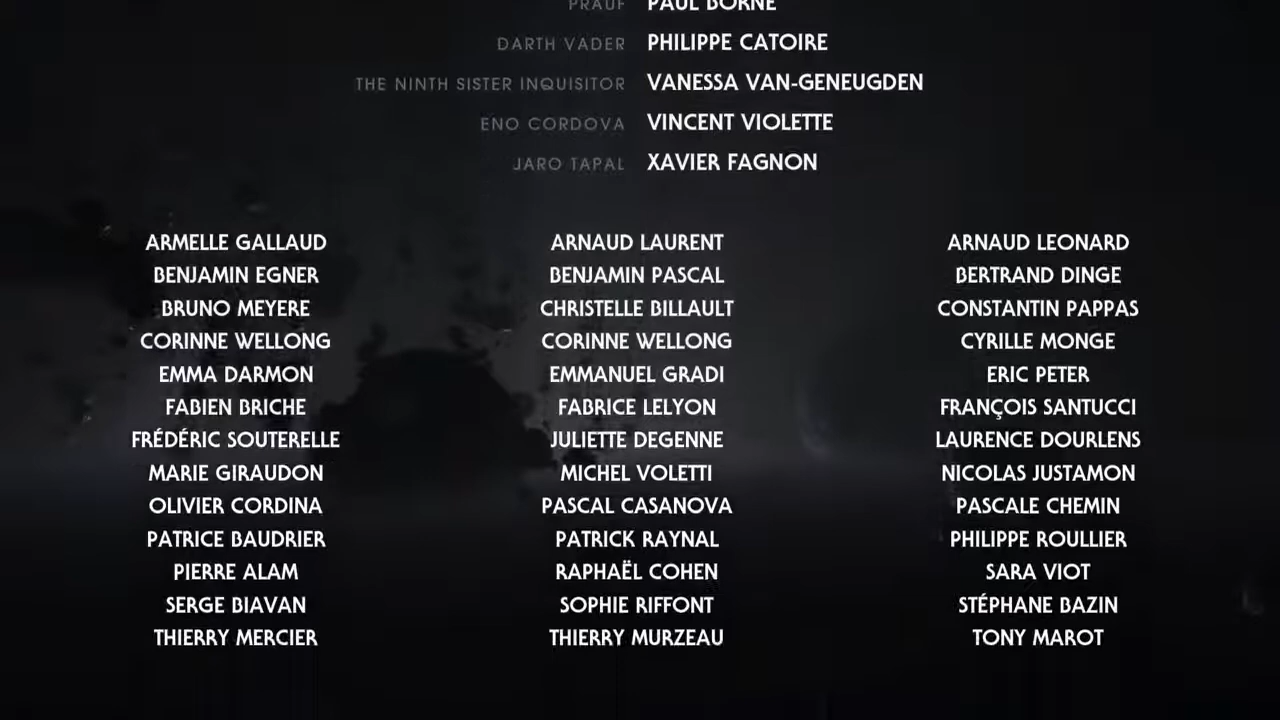 PRAUF PAUL BORNE
DARTH VADER PHILIPPE CATOIRE
THE NINTH SISTER INQUISITOR VANESSA VAN-GENEUGDEN
ENO CORDOVA VINCENT VIOLETTE
JARO TAPAL XAVIER FAGNON
ARMELLE GALLAUD ARNAUD LAURENT ARNAUD LEONARD
BENJAMIN EGNER BENJAMIN PASCAL BERTRAND DINGE
BRUNO MEYERE CHRISTELLE BILLAULT CONSTANTIN PAPPAS
CORINNE WELLONG CORINNE WELLONG CYRILLE MONGE
EMMA DARMON EMMANUEL GRADI ERIC PETER
FABIEN BRICHE FABRICE LELYON FRANÇOIS SANTUCCI
FRÉDÉRIC SOUTERELLE JULIETTE DEGENNE LAURENCE DOURLENS
MARIE GIRAUDON MICHEL VOLETTI NICOLAS JUSTAMON
OLIVIER CORDINA PASCAL CASANOVA PASCALE CHEMIN
PATRICE BAUDRIER PATRICK RAYNAL PHILIPPE ROULLIER
PIERRE ALAM RAPHAËL COHEN SARA VIOT
SERGE BIAVAN SOPHIE RIFFONT STÉPHANE BAZIN
THIERRY MERCIER THIERRY MURZEAU TONY MAROT